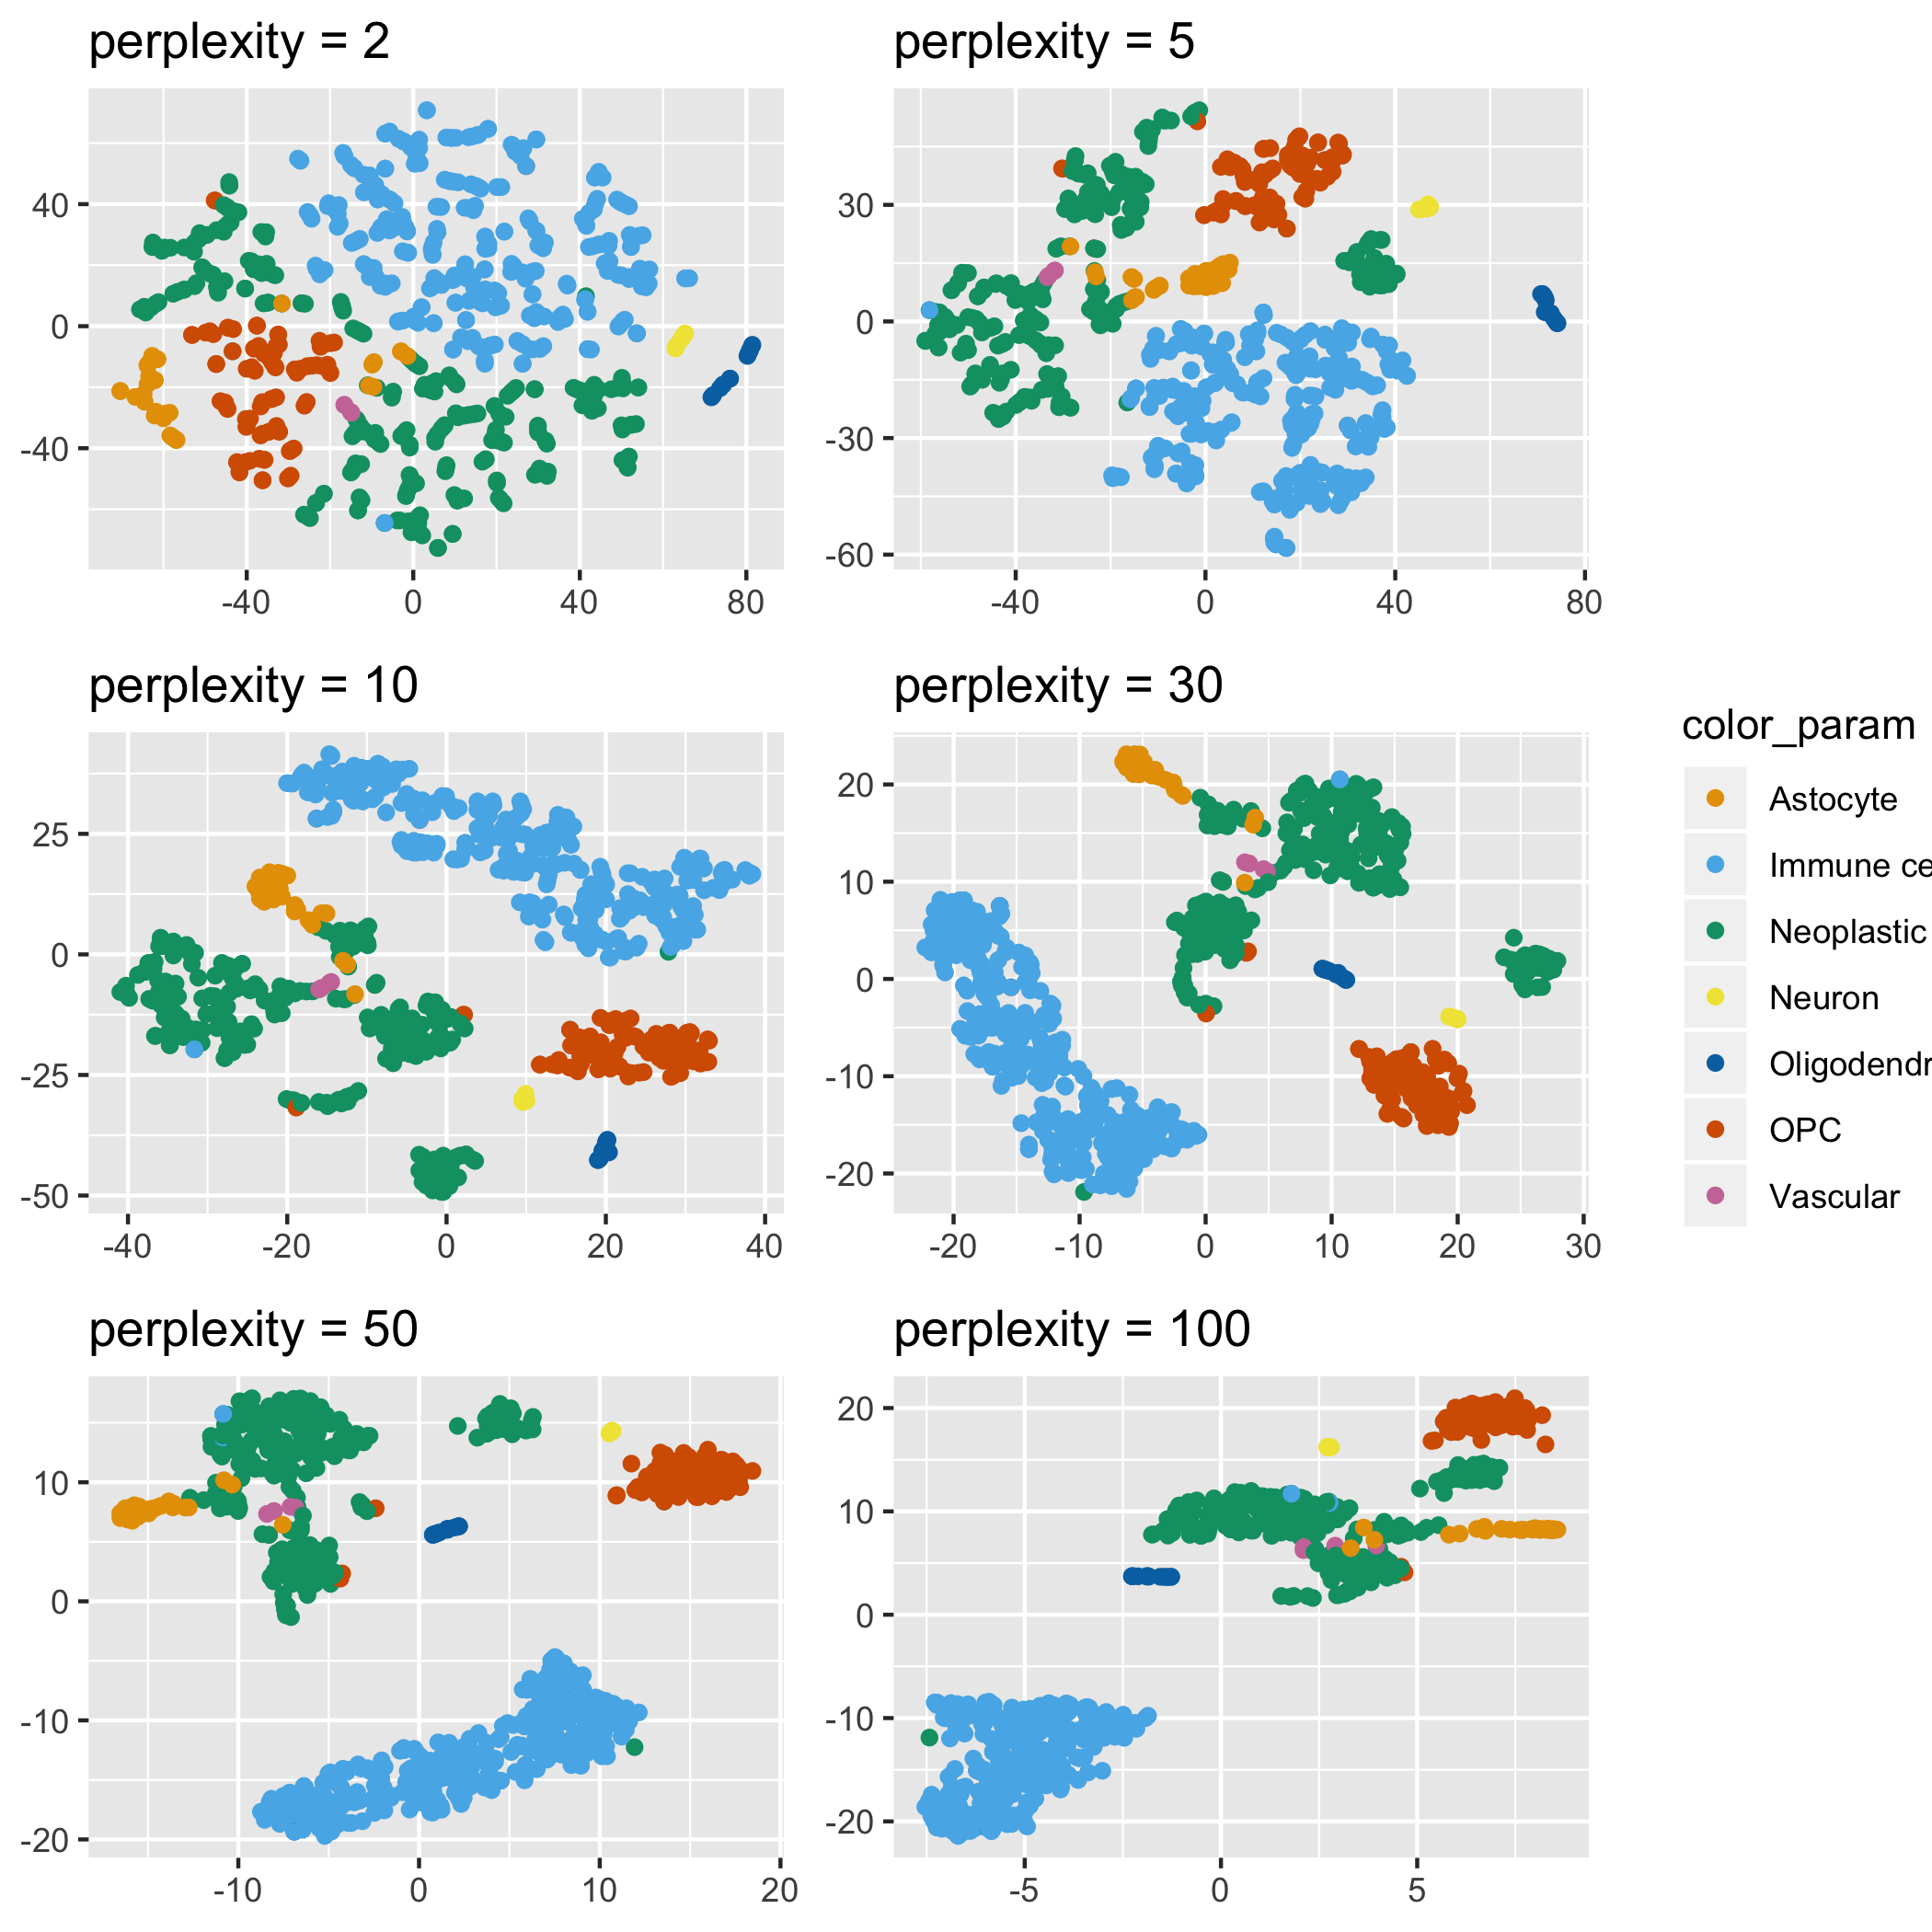 perplexity = 2
perplexity = 5
40
0
-40
-40 0 40 80
30
0
-30
-60
-40 0 40 80
perplexity = 10
perplexity = 30
25
0
-25
-50
-40 -20 0 20 40
20
10
0
-10
-20
-20 -10 0 10 20 30
color_param
Astocyte
Immune ce
Neoplastic
Neuron
Oligodendr
OPC
Vascular
perplexity = 50
perplexity = 100
10
0
-10
-20
-10 0 10 20
20
10
0
-10
-20
-5 0 5